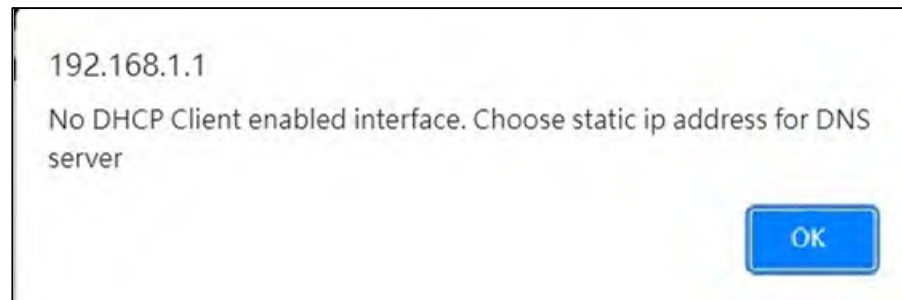 192.168.1.1
No DHCP Client enabled interface. Choose static ip address for DNS
server
OK